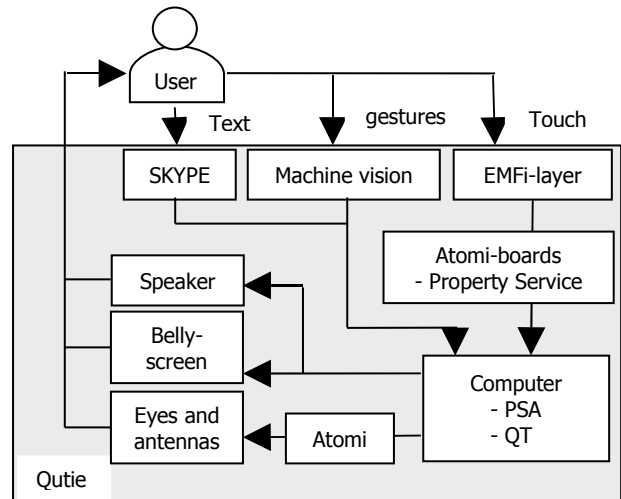 User
Text
gestures
Touch
SKYPE
Machine vision
EMFi-layer
Atomi-boards
- Property Service
Speaker
Belly-
screen
Computer
- PSA
- QT
Eyes and
antennas
Atomi
Qutie